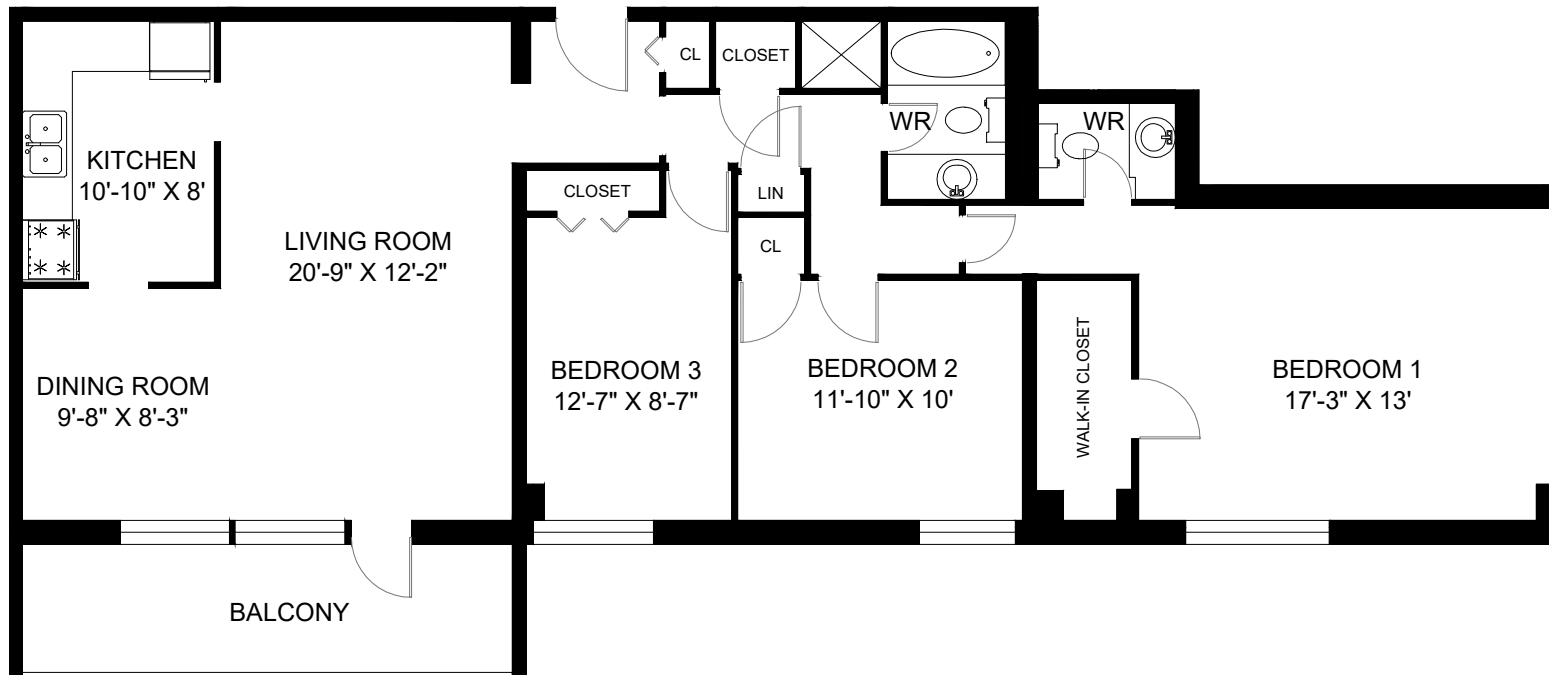 CL
CLOSET
WR
WR
KITCHEN
10'-10" X 8'
CLOSET
LIN
LIVING ROOM
20'-9" X 12'-2"
CL
DINING ROOM
9'-8" X 8'-3"
BEDROOM 3
12'-7" X 8'-7"
BEDROOM 2
11'-10" X 10'
WALK-IN CLOSET
BEDROOM 1
17'-3" X 13'
BALCONY